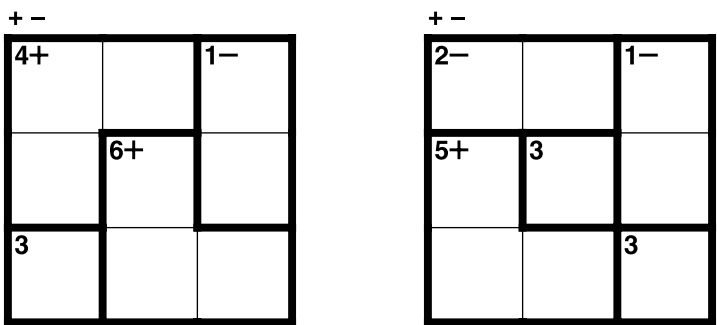 + − + −
4+ 1− 2− 1−
6+ 5+ 3
3 3